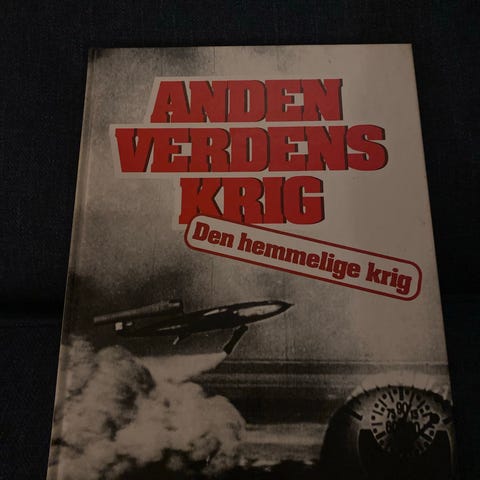 ANDEN
VERDENS
KRIG
Den hemmelige krig